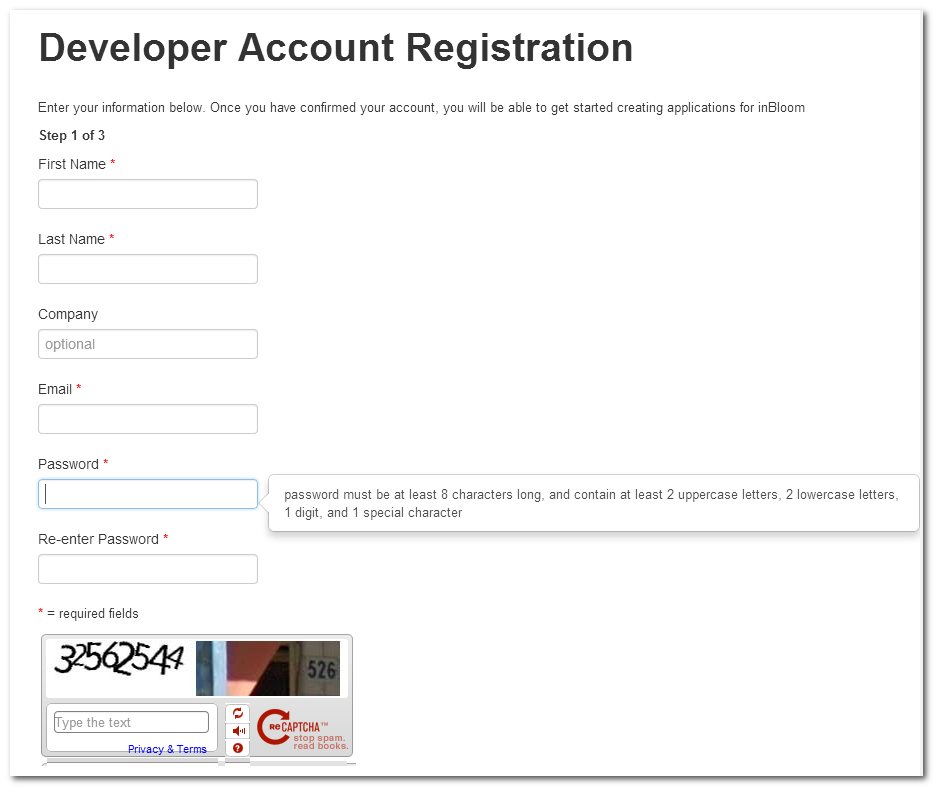 Developer Account Registration
Enter your information below. Once you have confirmed your account, you will be able to get started creating applications for inBloom
Step 1 of 3
First Name *
Last Name *
Company
optional
Email *
Password *
password must be at least 8 characters long, and contain at least 2 uppercase letters, 2 lowercase letters,
1 digit, and 1 special character
Re-enter Password *
* = required fields
32562544 526
Type the text
Privacy & Terms
?
reCAPTCHA™
stop spam.
read books.